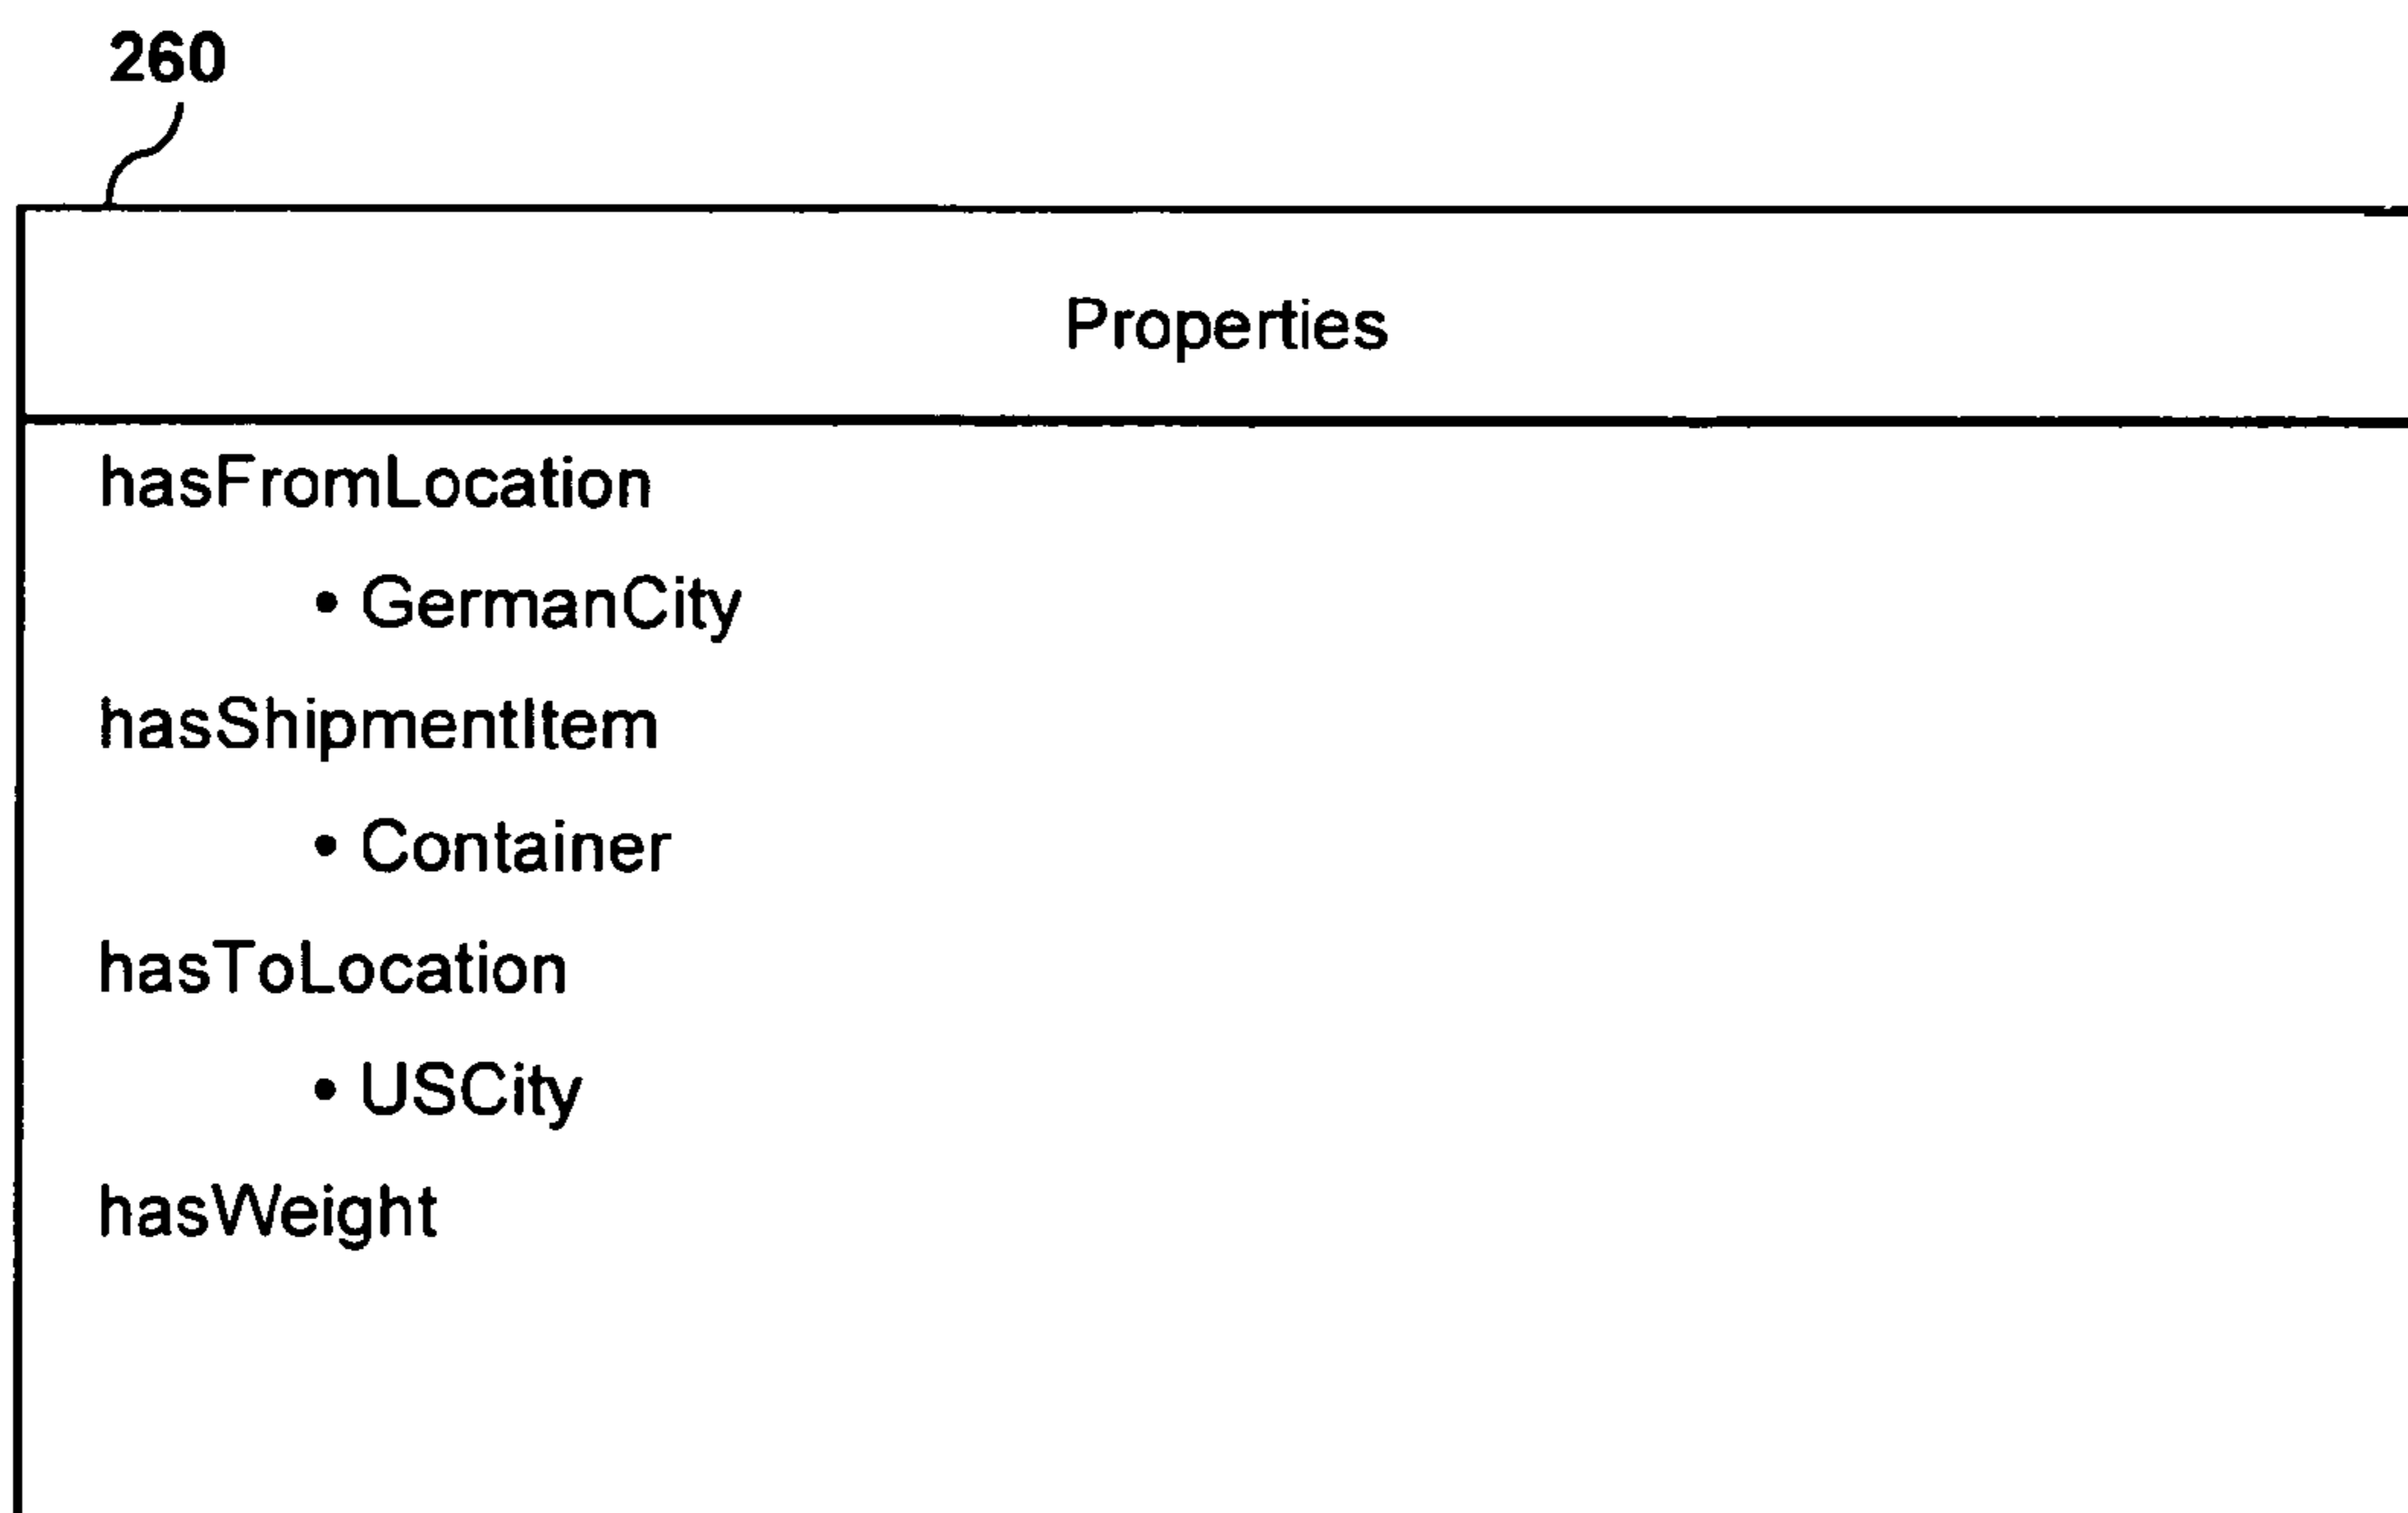 260
Properties
hasFromLocation
• GermanCity
hasShipmentItem
• Container
hasToLocation
• USCity
hasWeight